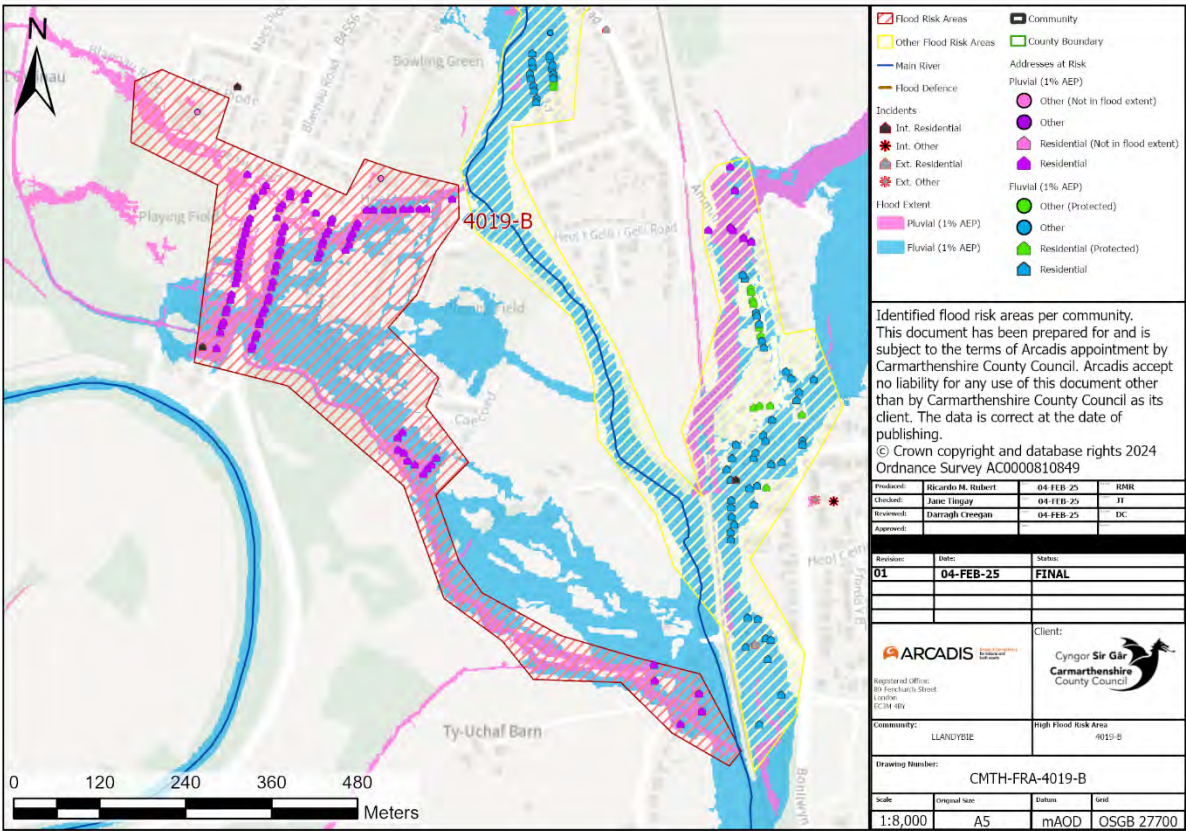 N
Bowling Green
B4556
Blaenau Road
Playing Field
4019-B
Heol Y Gelli / Gelli Road
Ty-Uchaf Barn
0 120 240 360 480
Meters
Flood Risk Areas
Other Flood Risk Areas
Main River
Flood Defence
Incidents
Int. Residential
Int. Other
Ext. Residential
Ext. Other
Flood Extent
Pluvial (1% AEP)
Fluvial (1% AEP)
Community
County Boundary
Addresses at Risk
Pluvial (1% AEP)
Other (Not in flood extent)
Other
Residential (Not in flood extent)
Residential
Fluvial (1% AEP)
Other (Protected)
Other
Residential (Protected)
Residential
Identified flood risk areas per community.
This document has been prepared for and is
subject to the terms of Arcadis appointment by
Carmarthenshire County Council. Arcadis accept
no liability for any use of this document other
than by Carmarthenshire County Council as its
client. The data is correct at the date of
publishing.
© Crown copyright and database rights 2024
Ordnance Survey AC0000810849
Produced: Ricardo M. Rubert 04-FEB-25 RMR
Checked: Jane Tingay 04-FEB-25 JT
Reviewed: Darragh Creegan 04-FEB-25 DC
Approved:
Revision: Date: Status:
01 04-FEB-25 FINAL
ARCADIS
Registered Office:
London
Client:
Cyngor Sir Gâr
Carmarthenshire
County Council
Community:
LLANDYBIE
High Flood Risk Area
4019-B
Drawing Number:
CMTH-FRA-4019-B
Scale Original Size Datum Grid
1:8,000 A5 mAOD OSGB 27700